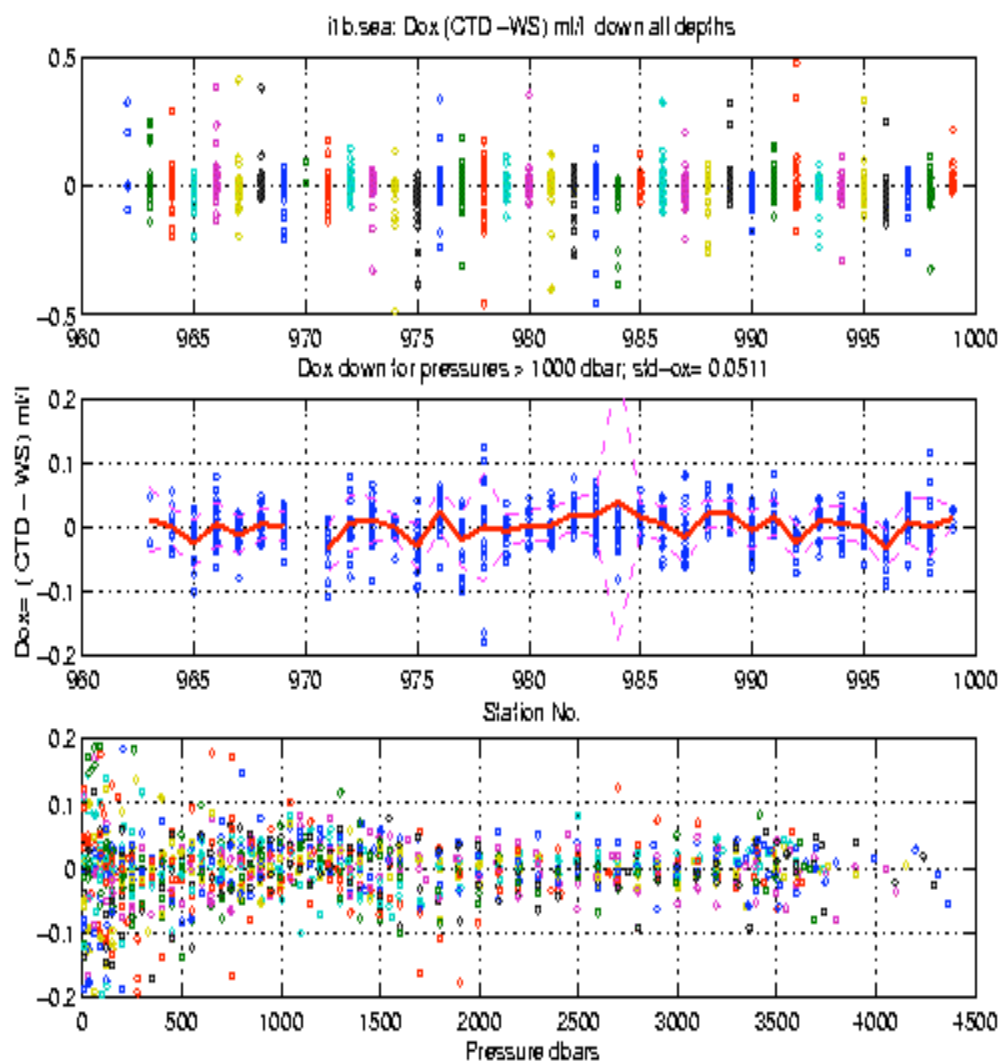 i1b.sea: Dox (CTD -WS) ml/l down all depths
0.5
0
-0.5
960 965 970 975 980 985 990 995 1000
Dox down for pressures > 1000 dbar; std-ox= 0.0511
0.2
0.1
0
-0.1
-0.2
Dox= ( CTD - WS) ml/l
960 965 970 975 980 985 990 995 1000
Station No.
0.2
0.1
0
-0.1
-0.2
0 500 1000 1500 2000 2500 3000 3500 4000 4500
Pressure dbars